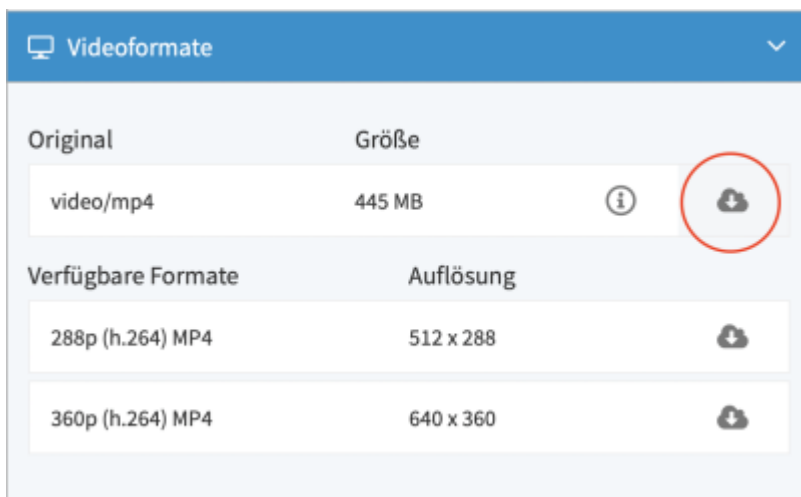 Videoformate
Original Größe
video/mp4 445 MB
Verfügbare Formate Auflösung
288p (h.264) MP4 512 x 288
360p (h.264) MP4 640 x 360